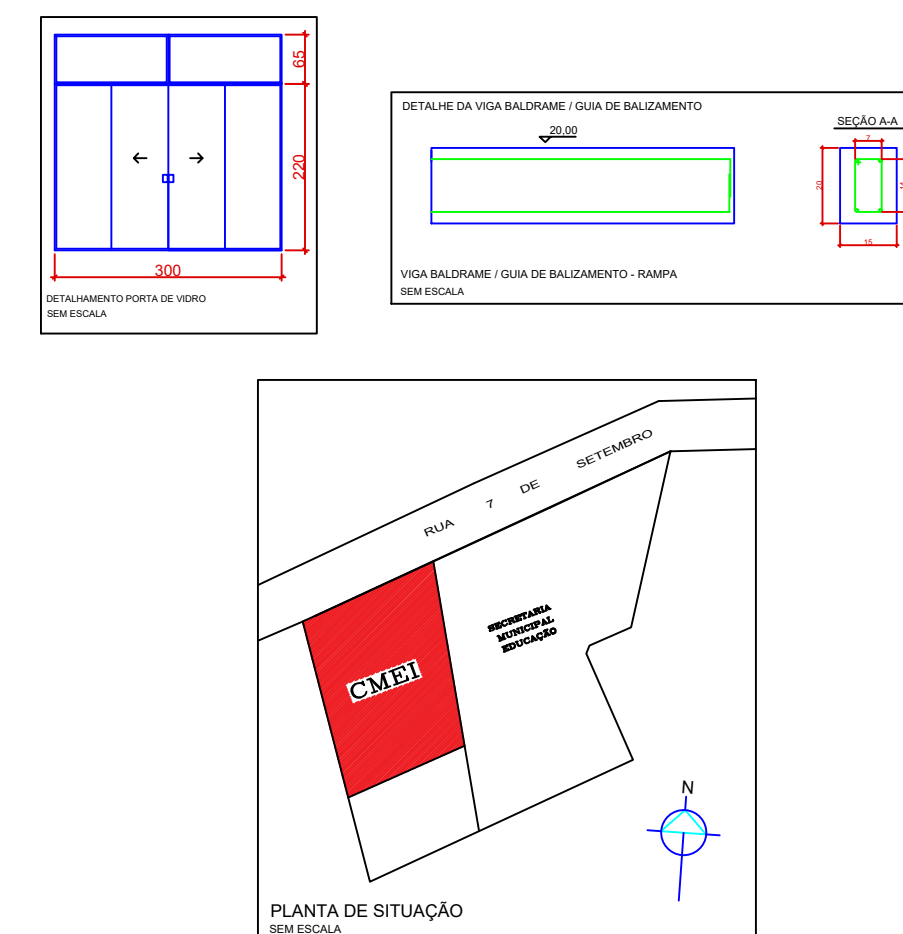 65
220
300
DETALHAMENTO PORTA DE VIDRO
SEM ESCALA
DETALHE DA VIGA BALDRAME / GUIA DE BALIZAMENTO
20,00
SEÇÃO A-A
7
20
15
VIGA BALDRAME / GUIA DE BALIZAMENTO - RAMPA
SEM ESCALA
RUA 7 DE SETEMBRO
SECRETARIA
MUNICIPAL
EDUCAÇÃO
CMEI
N
PLANTA DE SITUAÇÃO
SEM ESCALA